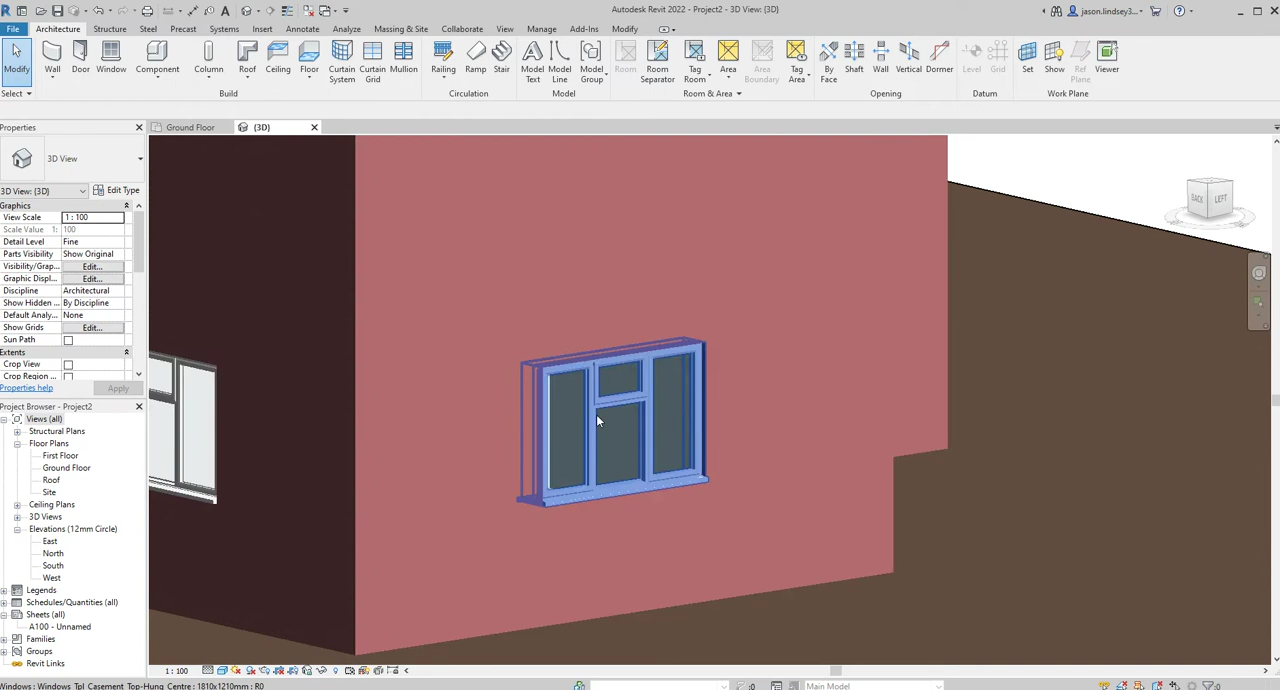 Autodesk Revit 2022 - Project2 - 3D View: {3D}
jason.lindsey3...
File Architecture Structure Steel Precast Systems Insert Annotate Analyze Massing & Site Collaborate View Manage Add-Ins Modify
Modify
Wall
Door
Window
Component
Column
Roof
Ceiling
Floor
Curtain
System
Curtain
Grid
Mullion
Railing
Ramp
Stair
Model
Text
Model
Line
Model
Group
Room
Room
Separator
Tag
Room
Area
Area
Boundary
Tag
Area
By
Face
Shaft
Wall
Vertical
Dormer
Level
Grid
Set
Show
Ref
Plane
Viewer
Select Build Circulation Model Room & Area Opening Datum Work Plane
Properties
Ground Floor
{3D}
3D View
3D View: {3D}
Edit Type
Graphics
View Scale 1 : 100
Scale Value 1: 100
Detail Level Fine
Parts Visibility Show Original
Visibility/Grap... Edit...
Graphic Displ... Edit...
Discipline Architectural
Show Hidden ... By Discipline
Default Analy... None
Show Grids Edit...
Sun Path
Extents
Crop View
Crop Region ...
Properties help
Apply
Project Browser - Project2
Views (all)
Structural Plans
Floor Plans
First Floor
Ground Floor
Roof
Site
Ceiling Plans
3D Views
Elevations (12mm Circle)
East
North
South
West
Legends
Schedules/Quantities (all)
Sheets (all)
A100 - Unnamed
Families
Groups
Revit Links
BACK
LEFT
1 : 100
Windows : Windows_Tpl_Casement_Top-Hung_Centre : 1810x1210mm : R0
:0
Main Model
:0